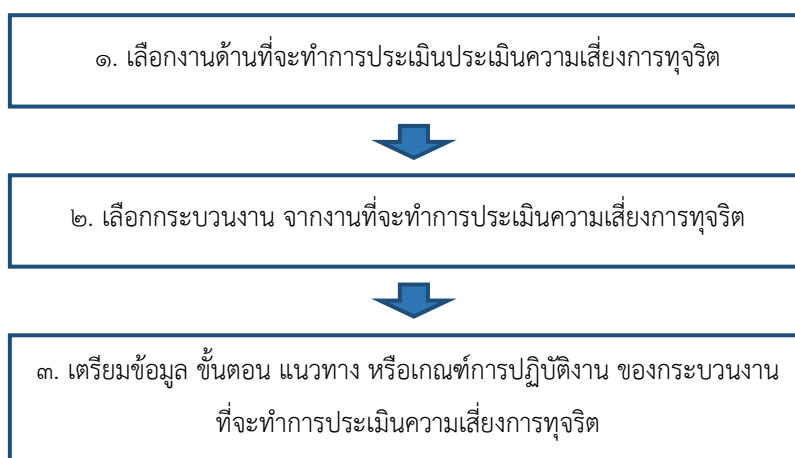 ๑. เลือกงานด้านที่จะทำการประเมินประเมินความเสี่ยงการทุจริต
๒. เลือกกระบวนงาน จากงานที่จะทำการประเมินความเสี่ยงการทุจริต
๓. เตรียมข้อมูล ขั้นตอน แนวทาง หรือเกณฑ์การปฏิบัติงาน ของกระบวนงาน
ที่จะทำการประเมินความเสี่ยงการทุจริต